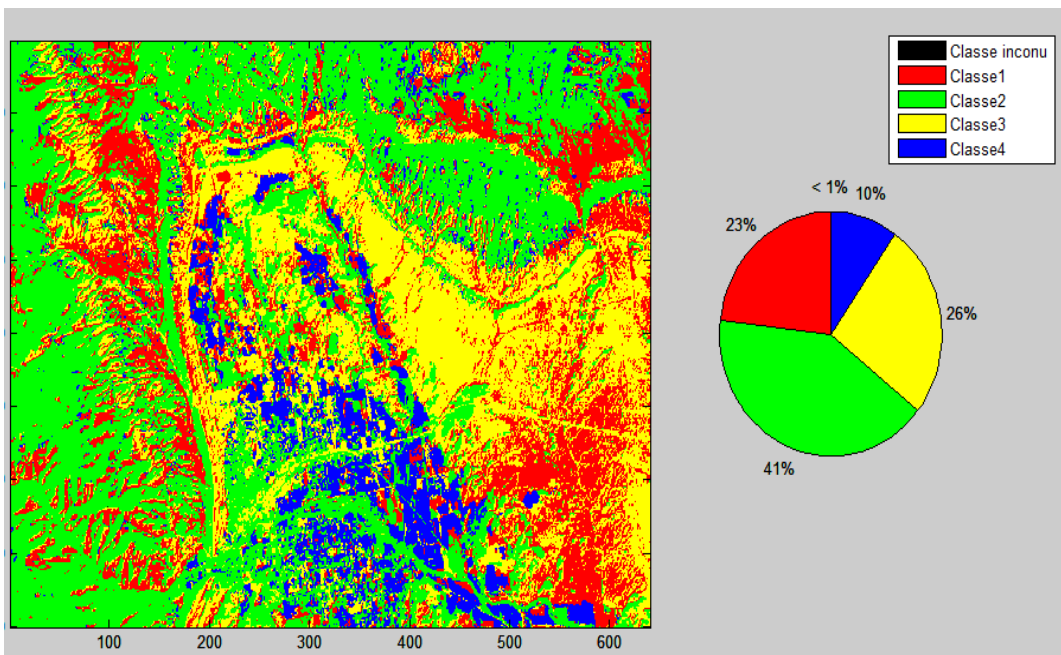 Classe inconu
Classe1
Classe2
Classe3
Classe4
< 1%
10%
23%
26%
41%
100 200 300 400 500 600